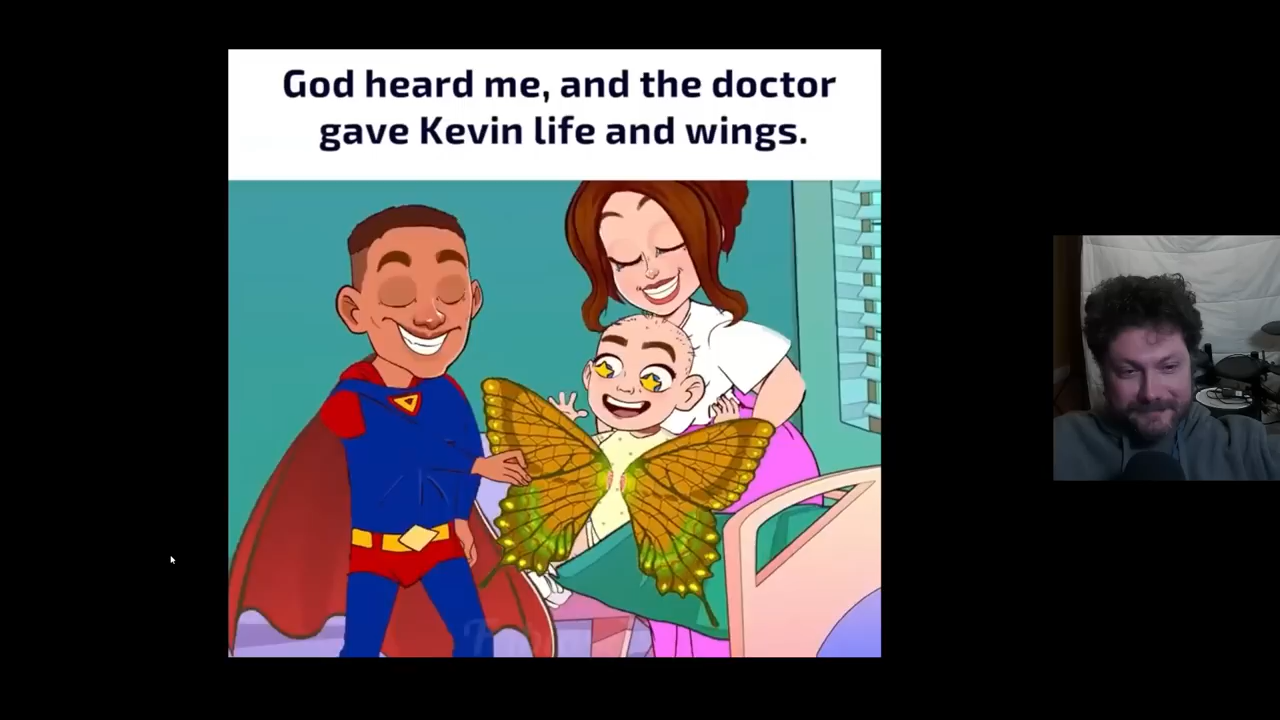 God heard me, and the doctor
gave Kevin life and wings.